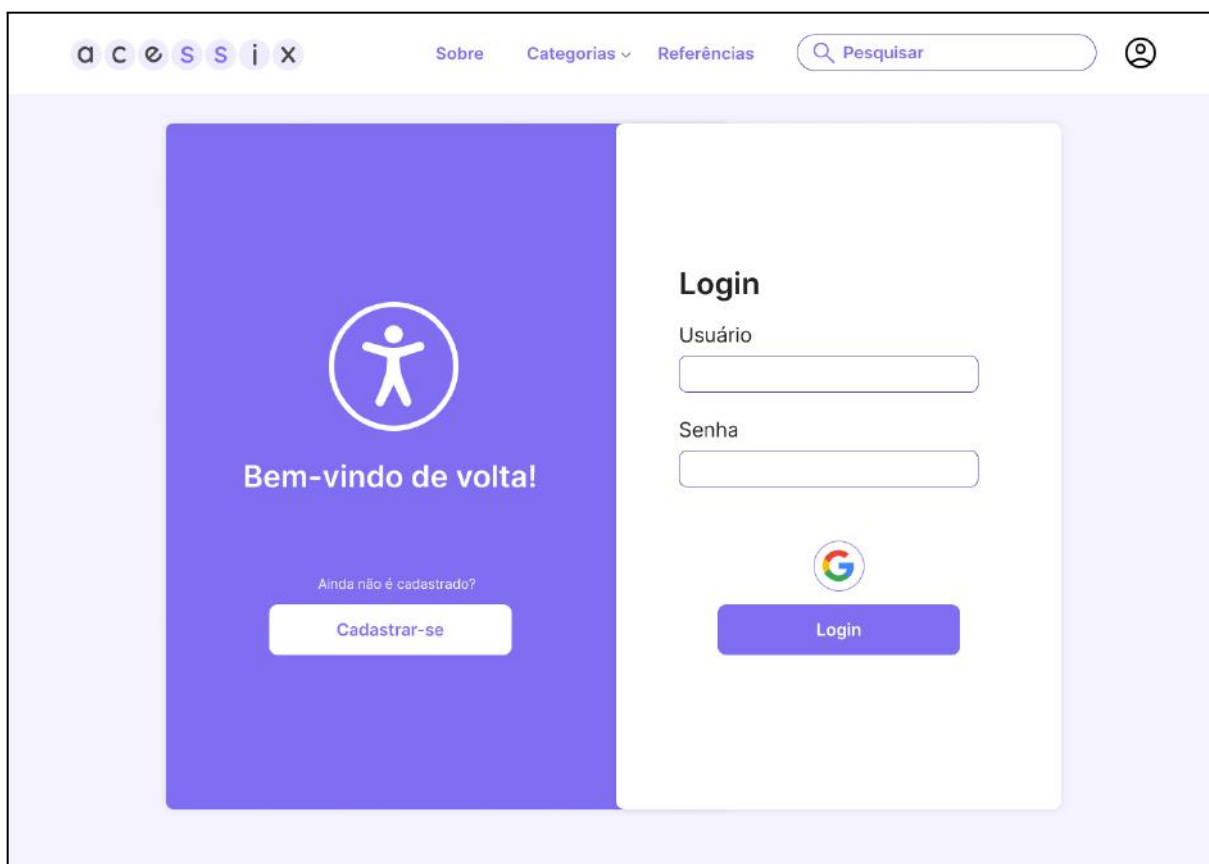 acessix
Sobre Categorias Referências Pesquisar
Bem-vindo de volta!
Ainda não é cadastrado?
Cadastrar-se
Login
Usuário
Senha
G
Login